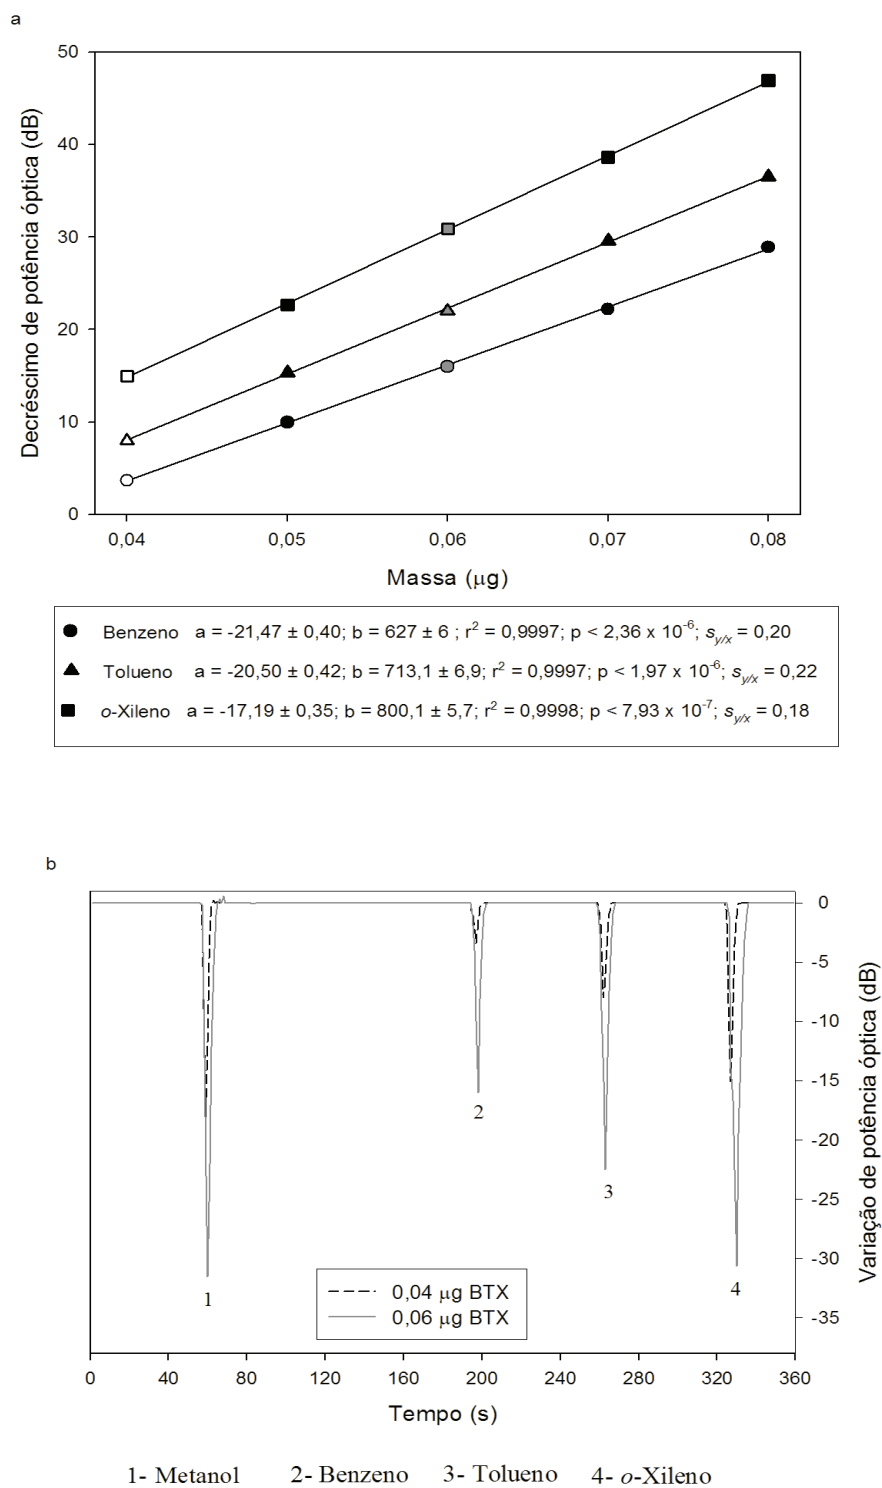 a
Decréscimo de potência óptica (dB)
50
40
30
20
10
0
0,04 0,05 0,06 0,07 0,08
Massa (µg)
Benzeno a = -21,47 ± 0,40; b = 627 ± 6 ; r² = 0,9997; p < 2,36 x 10⁻⁶; s_y/x = 0,20
Tolueno a = -20,50 ± 0,42; b = 713,1 ± 6,9; r² = 0,9997; p < 1,97 x 10⁻⁶; s_y/x = 0,22
o-Xileno a = -17,19 ± 0,35; b = 800,1 ± 5,7; r² = 0,9998; p < 7,93 x 10⁻⁷; s_y/x = 0,18
b
0
-5
-10
-15
-20
-25
-30
-35
Variação de potência óptica (dB)
1
2
3
4
0,04 µg BTX
0,06 µg BTX
0 40 80 120 160 200 240 280 320 360
Tempo (s)
1- Metanol 2- Benzeno 3- Tolueno 4- o-Xileno